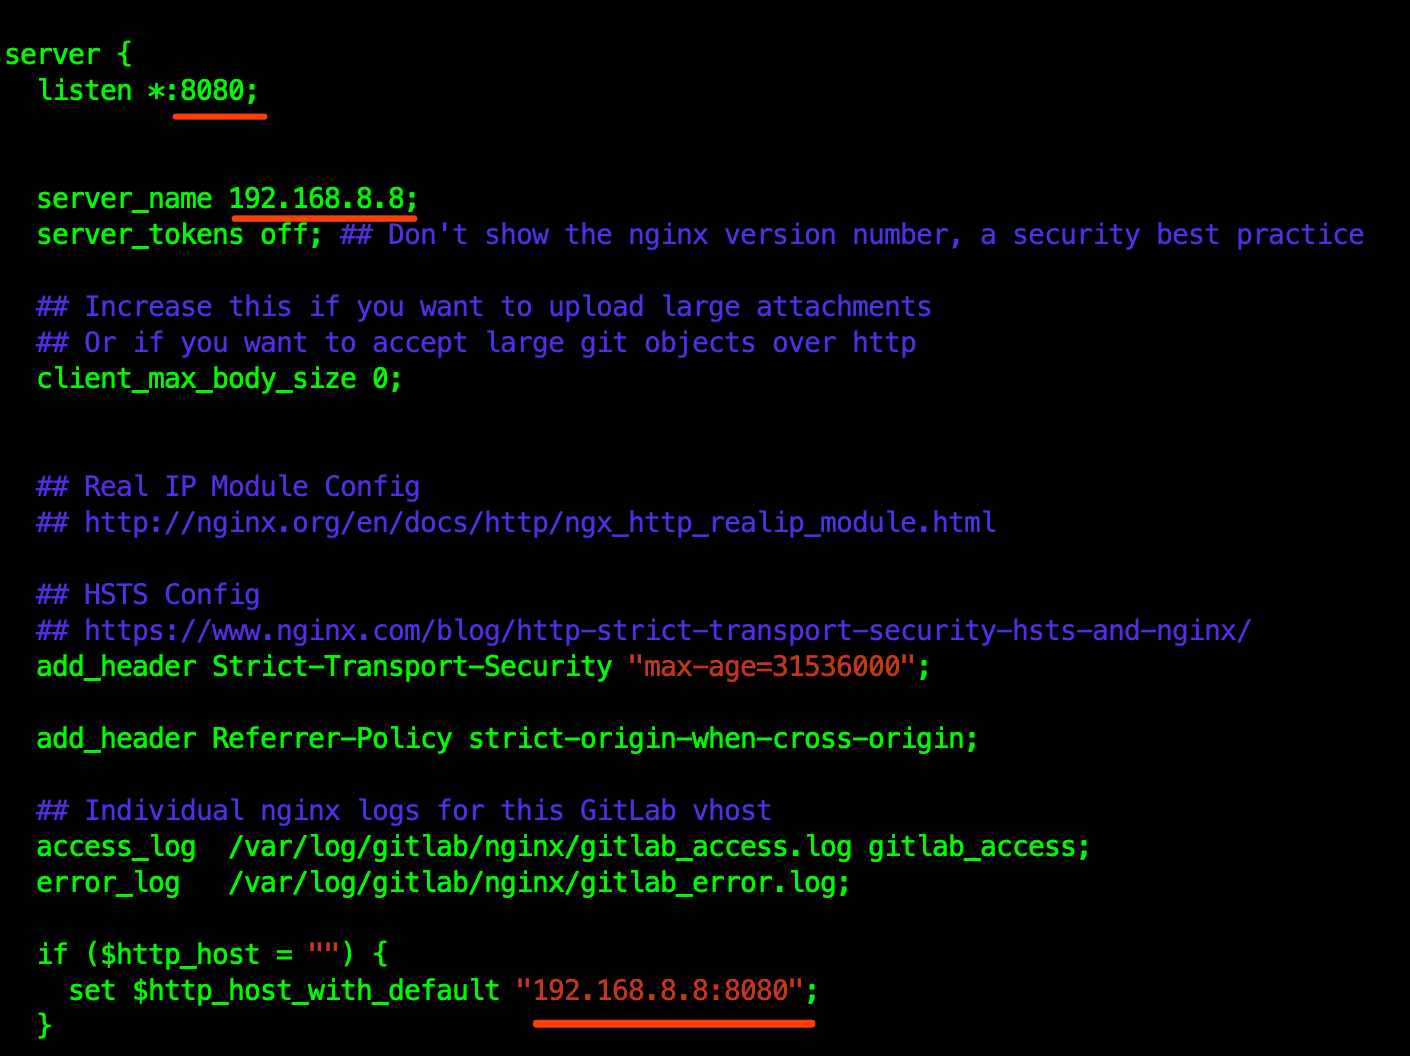 server {
listen *:8080;
server_name 192.168.8.8;
server_tokens off; ## Don't show the nginx version number, a security best practice
## Increase this if you want to upload large attachments
## Or if you want to accept large git objects over http
client_max_body_size 0;
## Real IP Module Config
## http://nginx.org/en/docs/http/ngx_http_realip_module.html
## HSTS Config
## https://www.nginx.com/blog/http-strict-transport-security-hsts-and-nginx/
add_header Strict-Transport-Security "max-age=31536000";
add_header Referrer-Policy strict-origin-when-cross-origin;
## Individual nginx logs for this GitLab vhost
access_log  /var/log/gitlab/nginx/gitlab_access.log gitlab_access;
error_log   /var/log/gitlab/nginx/gitlab_error.log;
if ($http_host = "") {
set $http_host_with_default "192.168.8.8:8080";
}